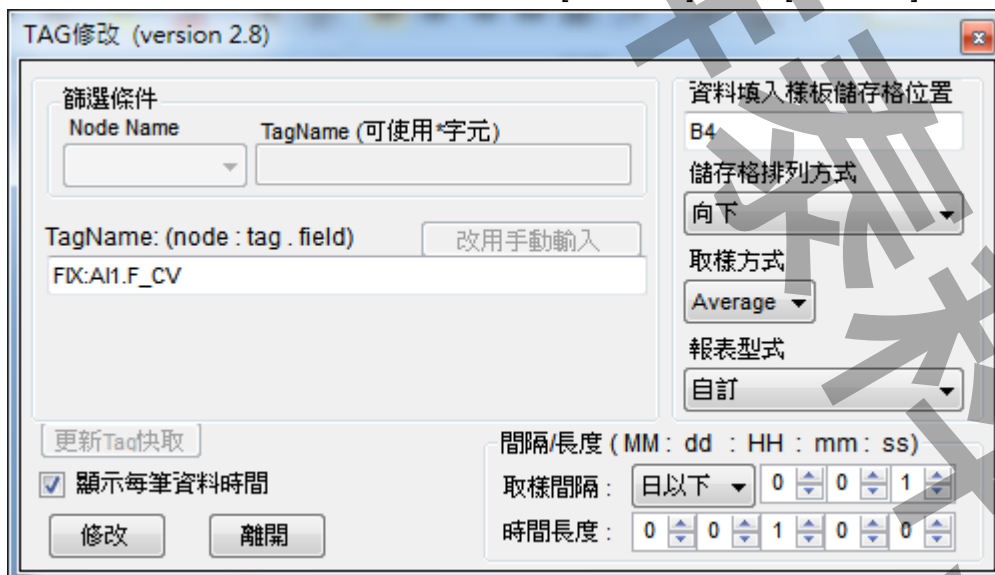 TAG修改 (version 2.8)
篩選條件
Node Name
TagName (可使用*字元)
TagName: (node : tag . field)
改用手動輸入
FIX:AI1.F_CV
資料填入樣板儲存格位置
B4
儲存格排列方式
向下
取樣方式
Average
報表型式
自訂
更新Tag快取
顯示每筆資料時間
修改
離開
間隔/長度 ( MM : dd : HH : mm : ss)
取樣間隔 : 日以下 0 0 1
時間長度 : 0 0 1 0 0